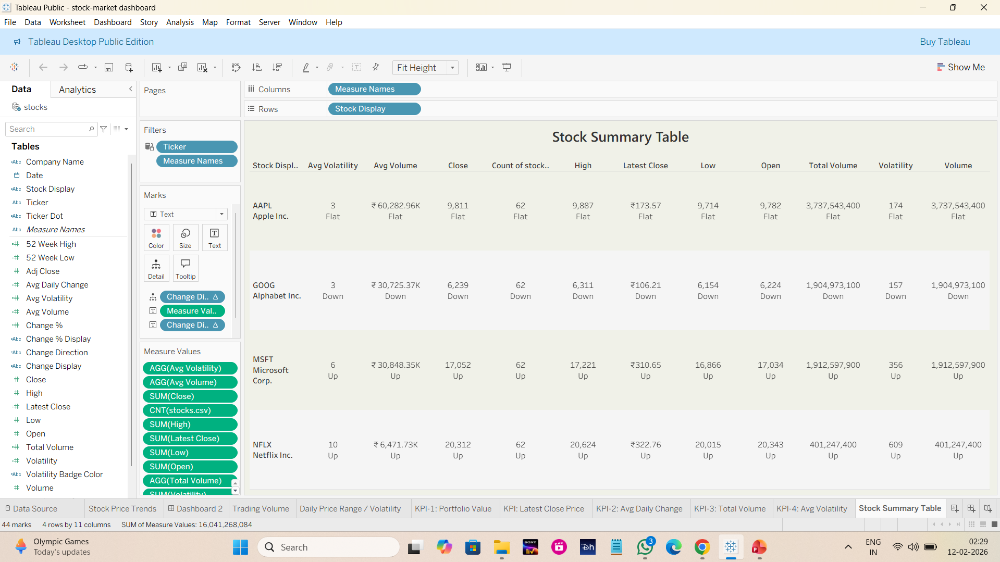 Tableau Public - stock-market dashboard
File Data Worksheet Dashboard Story Analysis Map Format Server Window Help
Tableau Desktop Public Edition
Buy Tableau
Fit Height
Show Me
Data
Analytics
stocks
Search
Tables
Abc Company Name
Date
Abc Stock Display
Abc Ticker
Abc Ticker Dot
Abc Measure Names
52 Week High
52 Week Low
Adj Close
Avg Daily Change
Avg Volatility
Avg Volume
Change %
Abc Change % Display
Abc Change Direction
Abc Change Display
Close
High
Latest Close
Low
Open
Total Volume
Volatility
Abc Volatility Badge Color
Volume
Pages
Filters
Ticker
Measure Names
Marks
Text
Color Size Text
Detail Tooltip
Change Di.. Δ
Measure Val..
Change Di.. Δ
Measure Values
AGG(Avg Volatility)
AGG(Avg Volume)
SUM(Close)
CNT(stocks.csv)
SUM(High)
SUM(Latest Close)
SUM(Low)
SUM(Open)
AGG(Total Volume)
SUM(Volatility)
Columns Measure Names
Rows Stock Display
Stock Summary Table
Stock Displ.. Avg Volatility Avg Volume Close Count of stock.. High Latest Close Low Open Total Volume Volatility Volume
AAPL 3 ₹ 60,282.96K 9,811 62 9,887 ₹173.57 9,714 9,782 3,737,543,400 174 3,737,543,400
Apple Inc. Flat Flat Flat Flat Flat Flat Flat Flat Flat Flat Flat
GOOG 3 ₹ 30,725.37K 6,239 62 6,311 ₹106.21 6,154 6,224 1,904,973,100 157 1,904,973,100
Alphabet Inc. Down Down Down Down Down Down Down Down Down Down Down
MSFT
Microsoft 6 ₹ 30,848.35K 17,052 62 17,221 ₹310.65 16,866 17,034 1,912,597,900 356 1,912,597,900
Corp. Up Up Up Up Up Up Up Up Up Up Up
NFLX 10 ₹ 6,471.73K 20,312 62 20,624 ₹322.76 20,015 20,343 401,247,400 609 401,247,400
Netflix Inc. Up Up Up Up Up Up Up Up Up Up Up
Data Source Stock Price Trends Dashboard 2 Trading Volume Daily Price Range / Volatility KPI-1: Portfolio Value KPI: Latest Close Price KPI-2: Avg Daily Change KPI-3: Total Volume KPI-4: Avg Volatility Stock Summary Table
44 marks 4 rows by 11 columns SUM of Measure Values: 16,041,268,084
Olympic Games
Today's updates
Search
SONY
liv
Dh
3
P
ENG
IN
02:29
12-02-2026